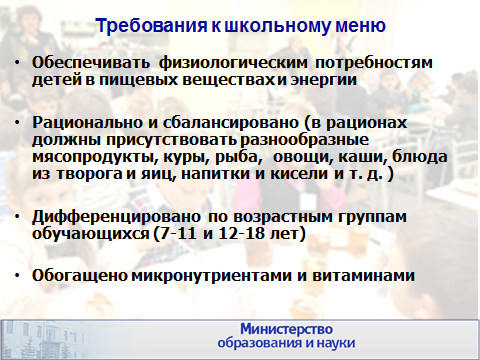 Требования к школьному меню
• Обеспечивать физиологическим потребностям
детей в пищевых веществах и энергии
• Рационально и сбалансировано (в рационах
должны присутствовать разнообразные
мясопродукты, куры, рыба, овощи, каши, блюда
из творога и яиц, напитки и кисели и т. д. )
• Дифференцировано по возрастным группам
обучающихся (7-11 и 12-18 лет)
• Обогащено микронутриентами и витаминами
Министерство
образования и науки